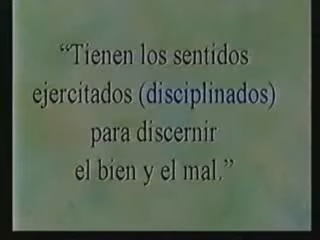 “Tienen los sentidos
ejercitados (disciplinados)
para discernir
el bien y el mal.”